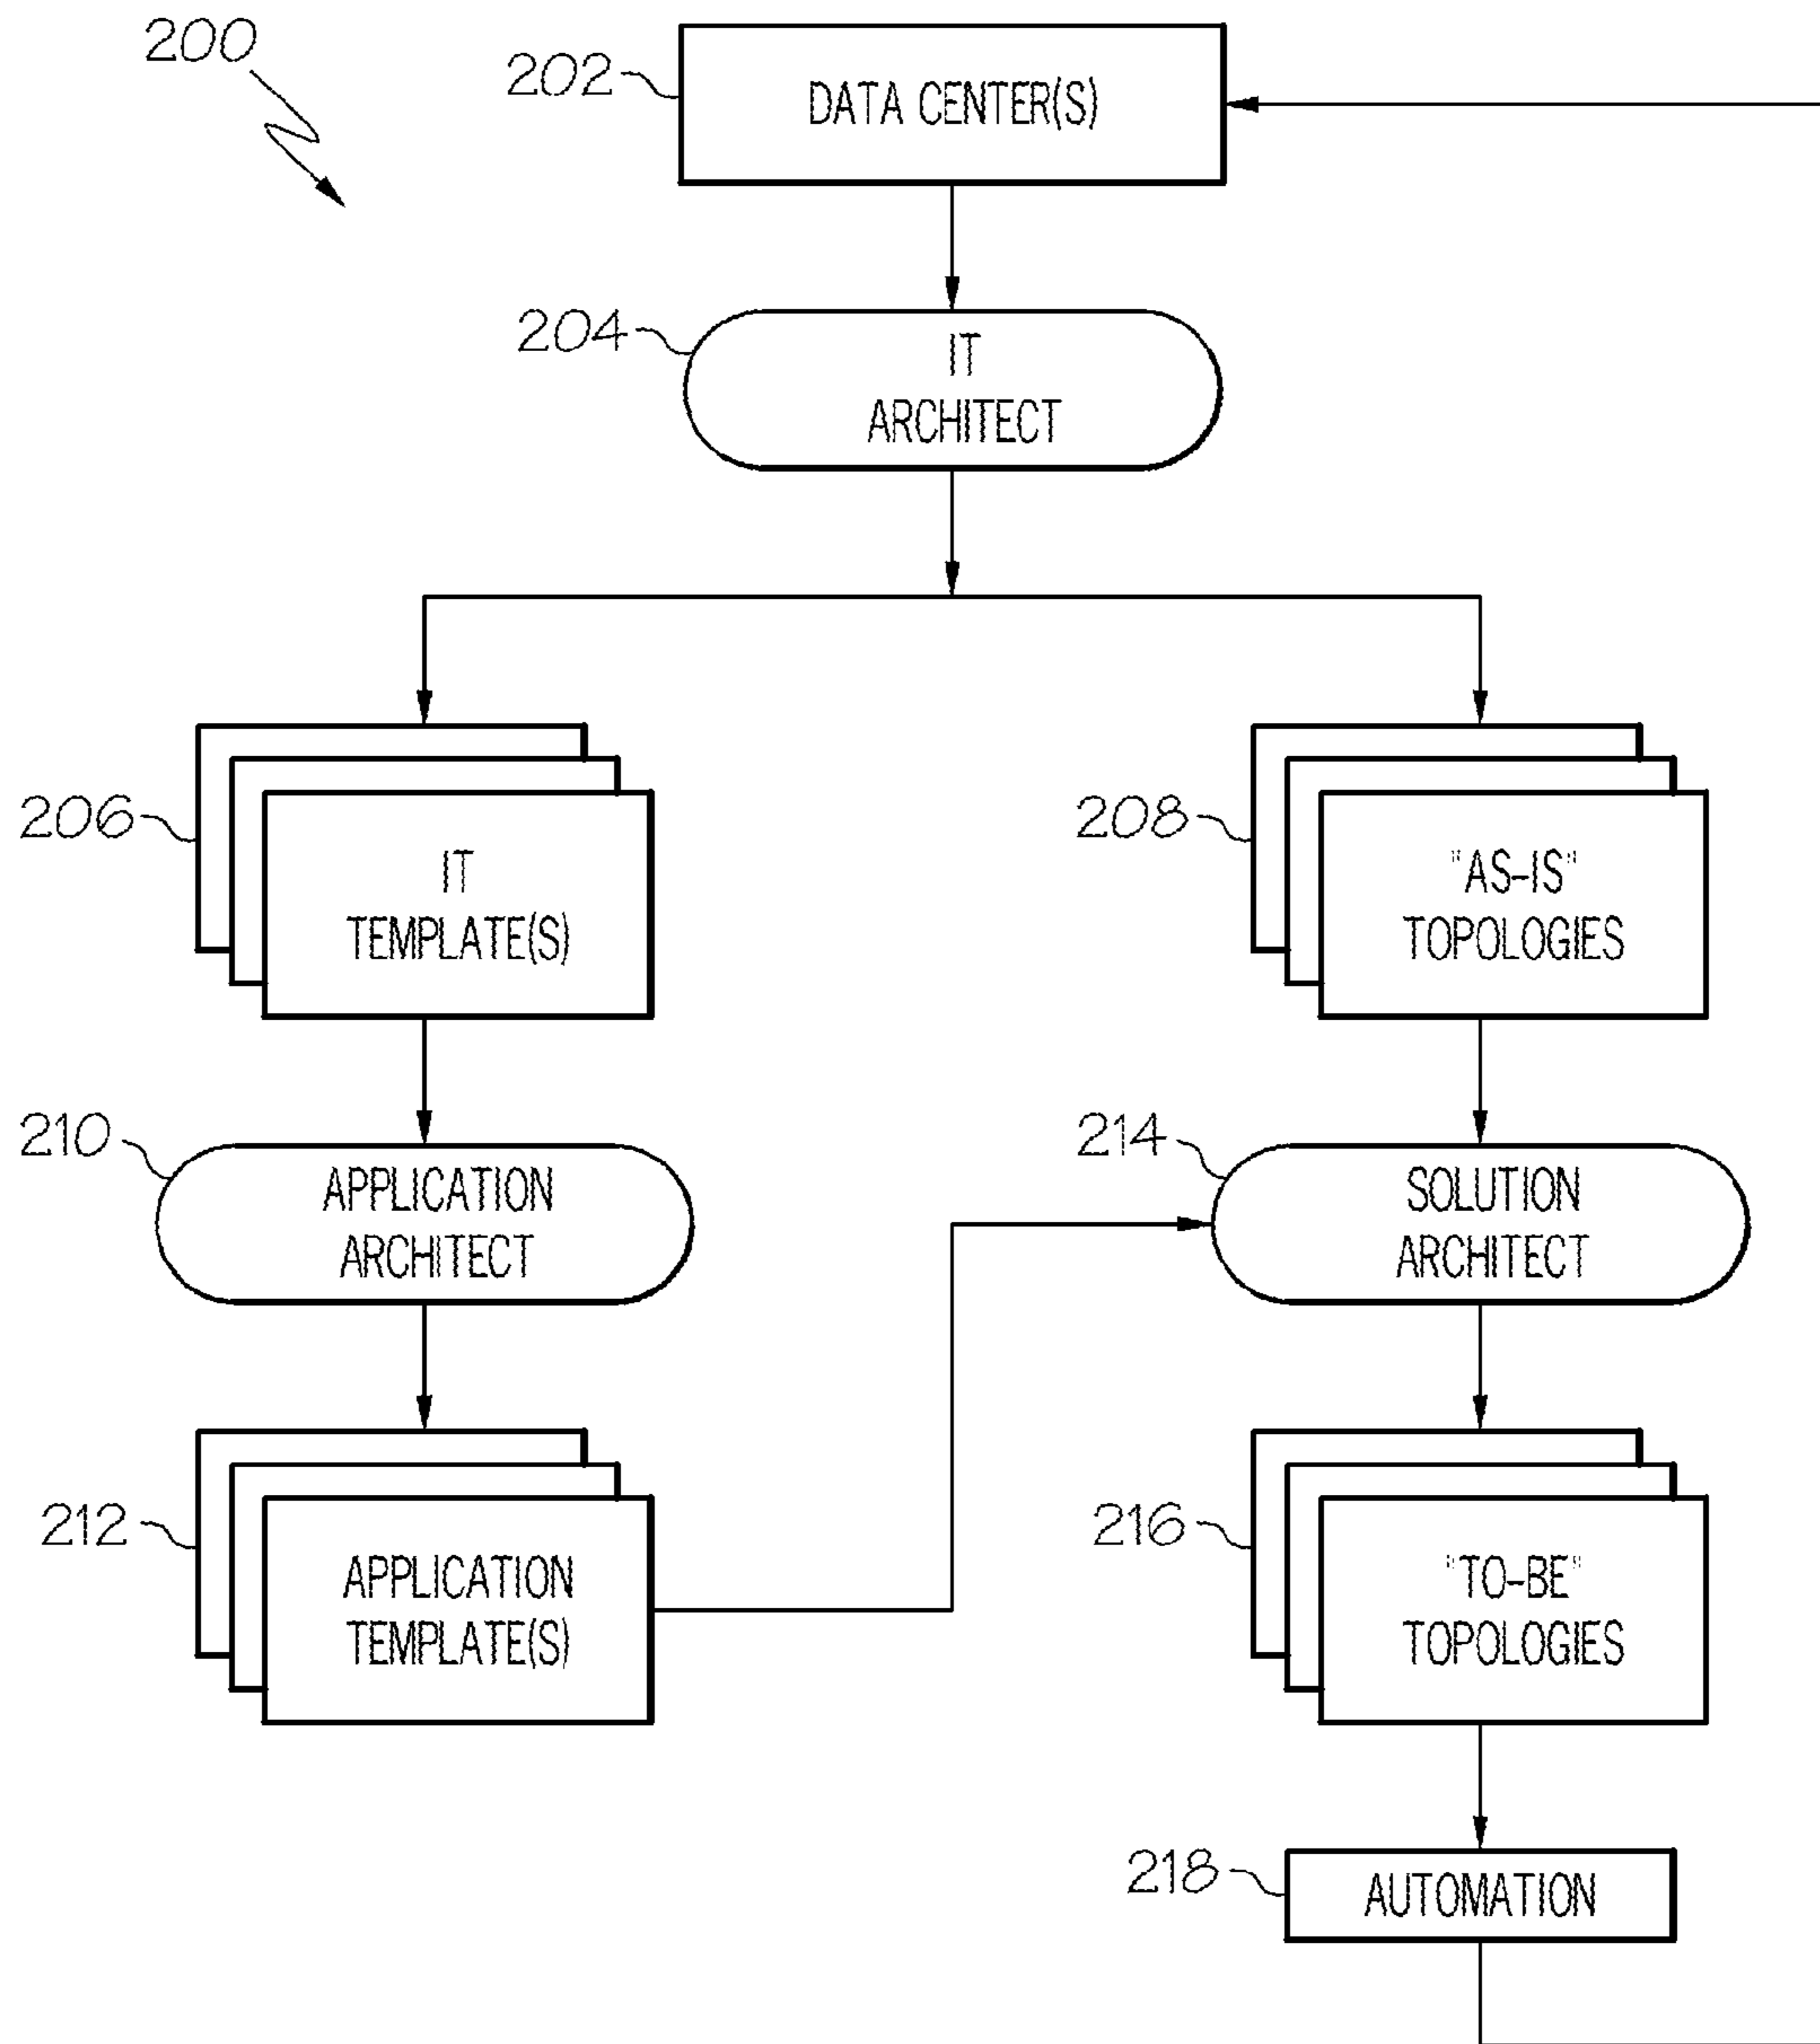 200
202
DATA CENTER(S)
204
IT
ARCHITECT
206
IT
TEMPLATE(S)
208
"AS-IS"
TOPOLOGIES
210
APPLICATION
ARCHITECT
214
SOLUTION
ARCHITECT
212
APPLICATION
TEMPLATE(S)
216
"TO-BE"
TOPOLOGIES
218
AUTOMATION